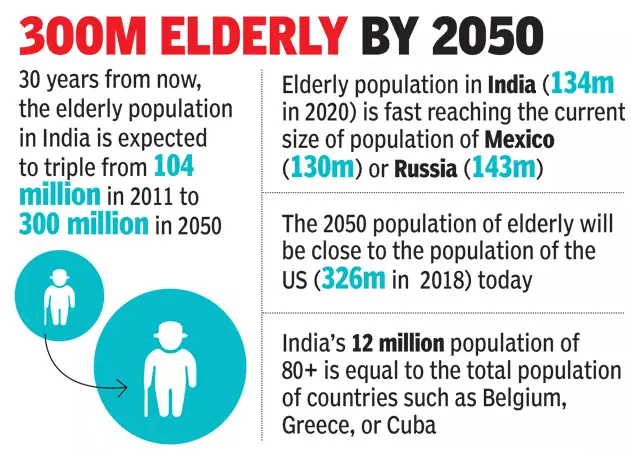 300M ELDERLY BY 2050
30 years from now,
the elderly population
in India is expected
to triple from 104
million in 2011 to
300 million in 2050
Elderly population in India (134m
in 2020) is fast reaching the current
size of population of Mexico
(130m) or Russia (143m)
The 2050 population of elderly will
be close to the population of the
US (326m in 2018) today
India's 12 million population of
80+ is equal to the total population
of countries such as Belgium,
Greece, or Cuba